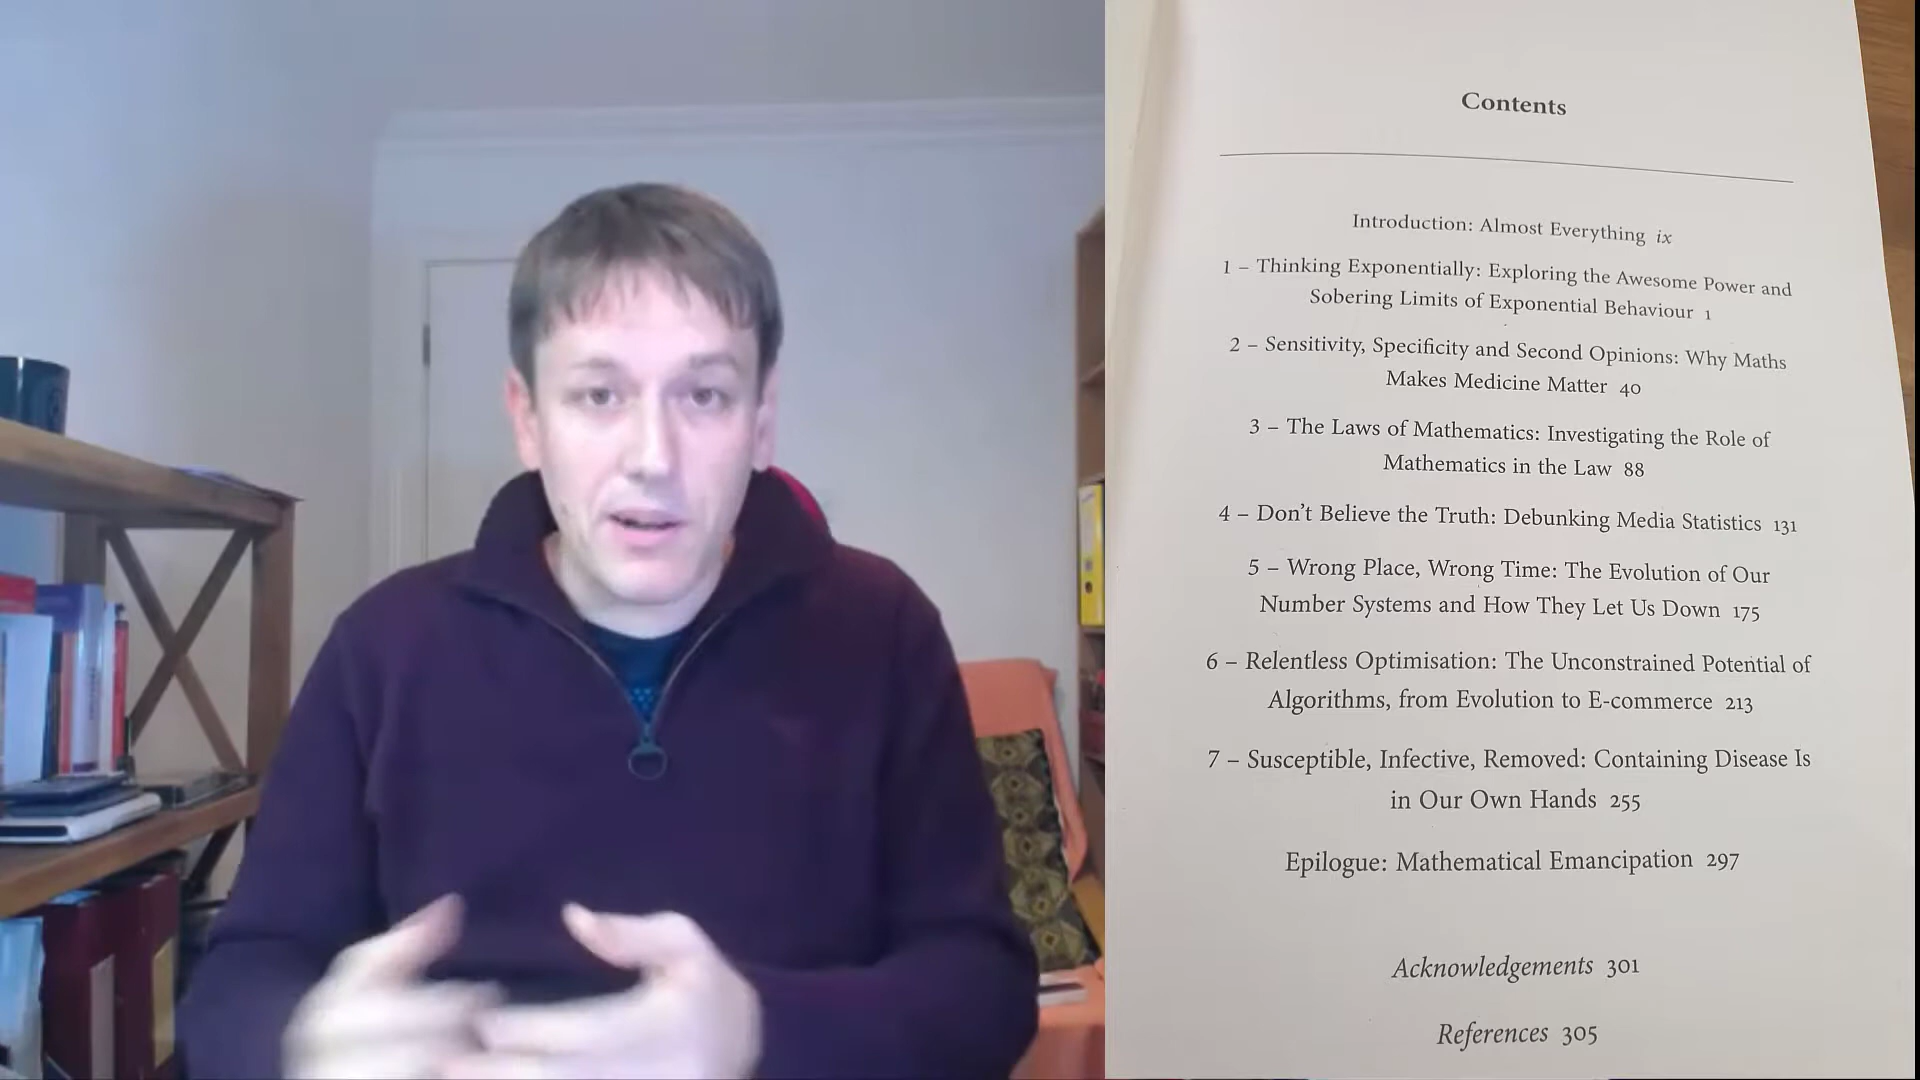 Contents
Introduction: Almost Everything ix
1 – Thinking Exponentially: Exploring the Awesome Power and
Sobering Limits of Exponential Behaviour 1
2 – Sensitivity, Specificity and Second Opinions: Why Maths
Makes Medicine Matter 40
3 – The Laws of Mathematics: Investigating the Role of
Mathematics in the Law 88
4 – Don’t Believe the Truth: Debunking Media Statistics 131
5 – Wrong Place, Wrong Time: The Evolution of Our
Number Systems and How They Let Us Down 175
6 – Relentless Optimisation: The Unconstrained Potential of
Algorithms, from Evolution to E-commerce 213
7 – Susceptible, Infective, Removed: Containing Disease Is
in Our Own Hands 255
Epilogue: Mathematical Emancipation 297
Acknowledgements 301
References 305